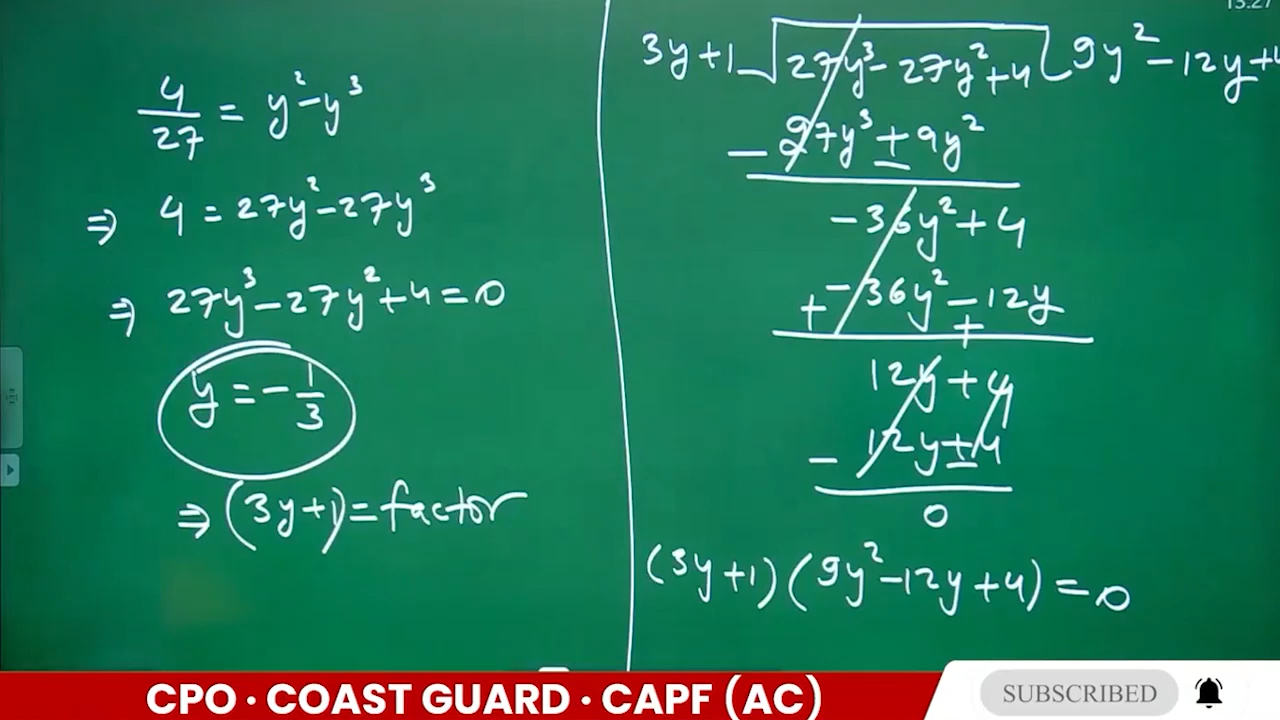 4/27 = y²-y³
⇒ 4 = 27y²-27y³
⇒ 27y³-27y²+4=0
y = -1/3
⇒ (3y+1) = factor
13:27
3y+1 27y³-27y²+4 9y²-12y+4
- 27y³ ± 9y²
-36y²+4
+ -36y² - 12y
+
12y+4
- 12y±4
0
(3y+1)(9y²-12y+4)=0
CPO · COAST GUARD · CAPF (AC)
SUBSCRIBED